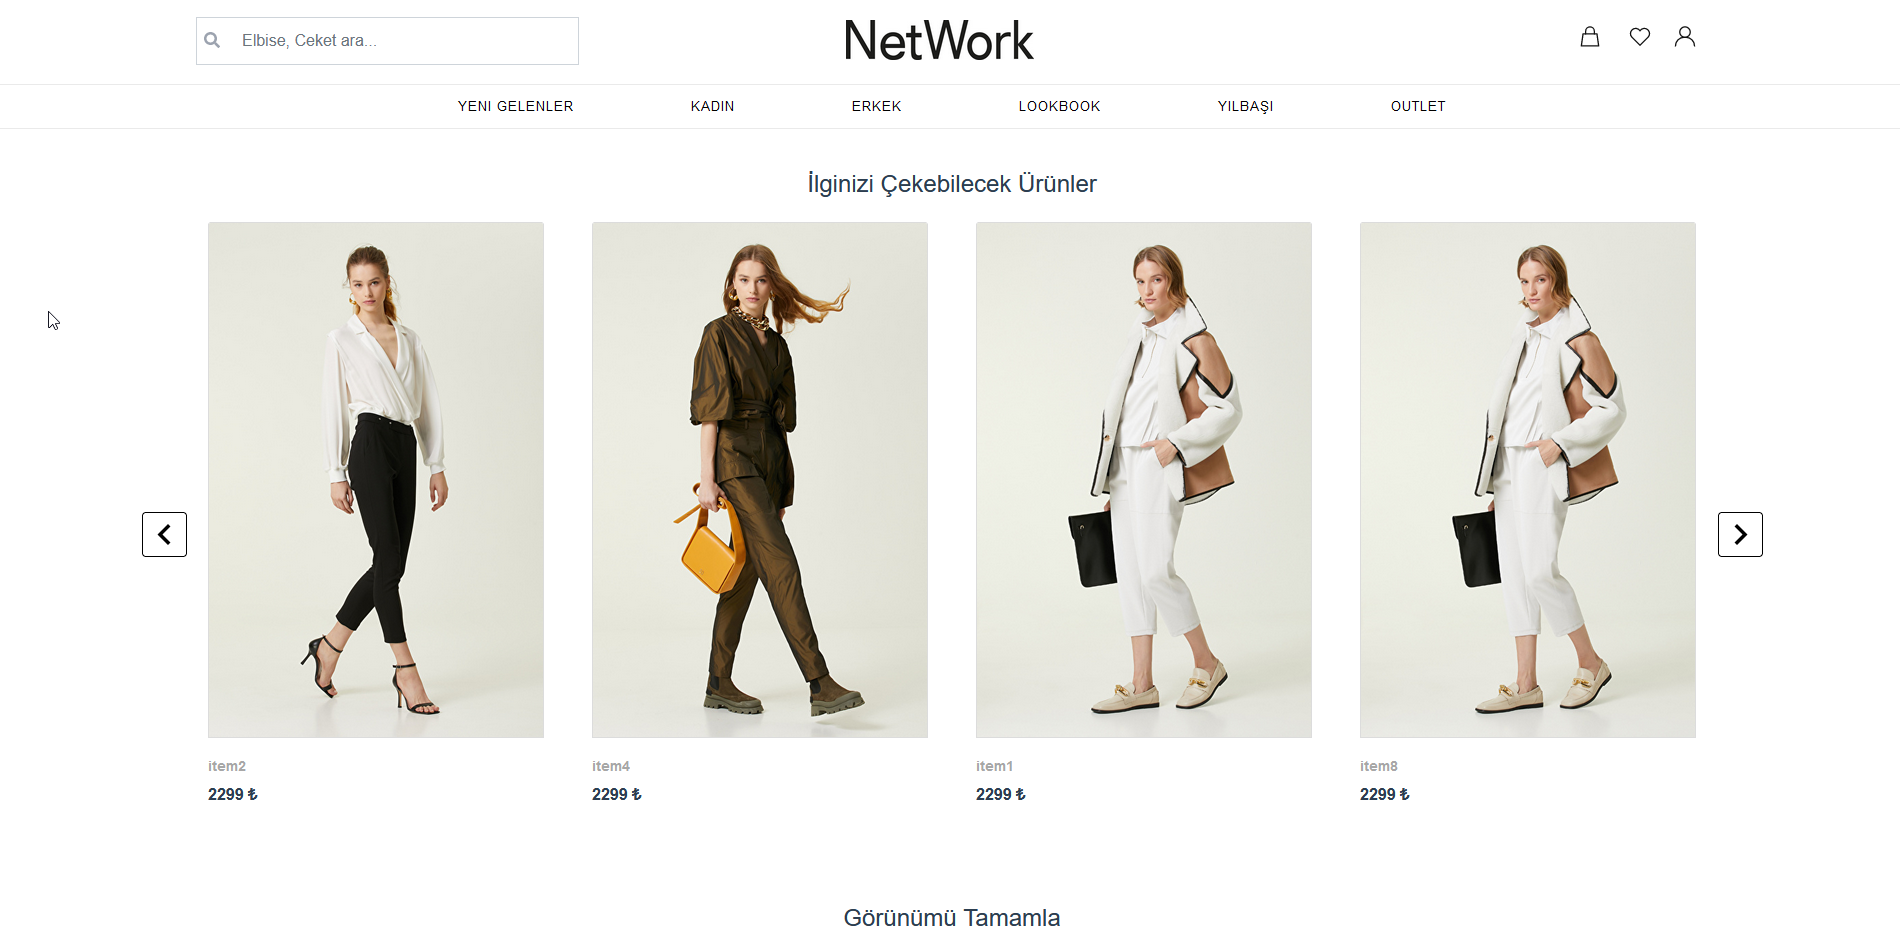 Elbise, Ceket ara...
NetWork
YENI GELENLER
KADIN
ERKEK
LOOKBOOK
YILBAŞI
OUTLET
İlginizi Çekebilecek Ürünler
item2
2299 ₺
item4
2299 ₺
item1
2299 ₺
item8
2299 ₺
Görünümü Tamamla